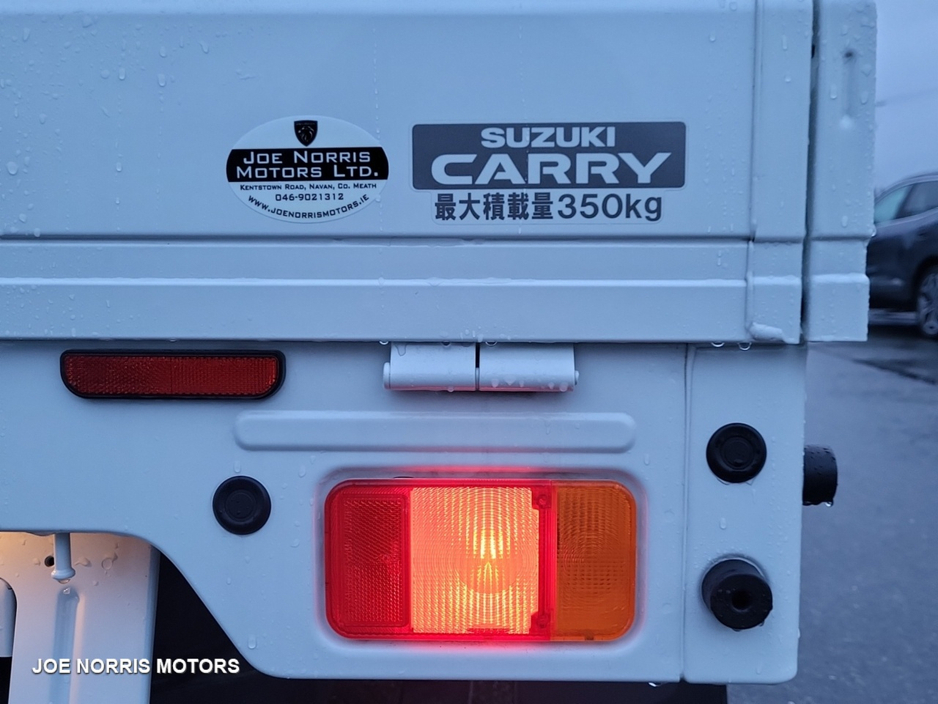 JOE NORRIS
MOTORS LTD.
KENTSTOWN ROAD, NAVAN, CO. MEATH
046-9021312
WWW.JOENORRISMOTORS.IE
SUZUKI
CARRY
最大積載量350kg
JOE NORRIS MOTORS